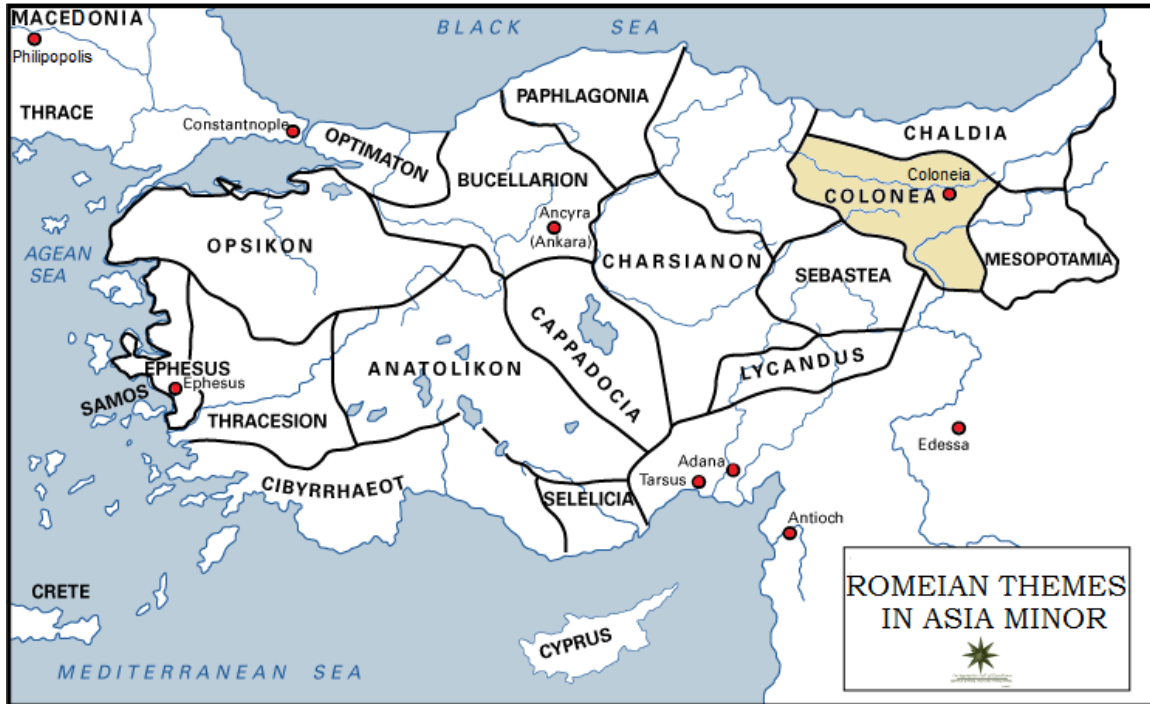 MACEDONIA
Philipopolis
THRACE
BLACK SEA
Constantnople
OPTIMATON
PAPHLAGONIA
BUCELLARION
CHALDIA
Coloneia
COLONEA
Ancyra
(Ankara)
AGEAN
SEA
OPSIKON
CHARSIANON
SEBASTEA
MESOPOTAMIA
CAPPADOCIA
LYCANDUS
EPHESUS
Ephesus
SAMOS
ANATOLIKON
THRACESION
Edessa
Adana
Tarsus
CIBYRRHAEOT
SELELICIA
Antioch
CRETE
CYPRUS
MEDITERRANEAN SEA
ROMEIAN THEMES
IN ASIA MINOR